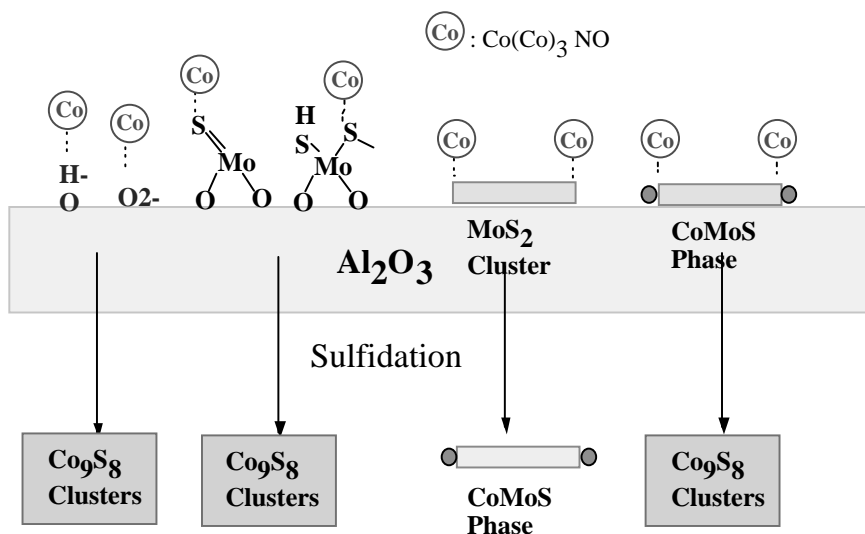 Co : Co(Co)3 NO
Co Co Co Co Co Co Co Co
H S
S
H- S Mo Mo
O O2- O O O O
MoS2 CoMoS
Cluster Phase
Al2O3
Sulfidation
Co9S8
Clusters
Co9S8
Clusters
CoMoS
Phase
Co9S8
Clusters